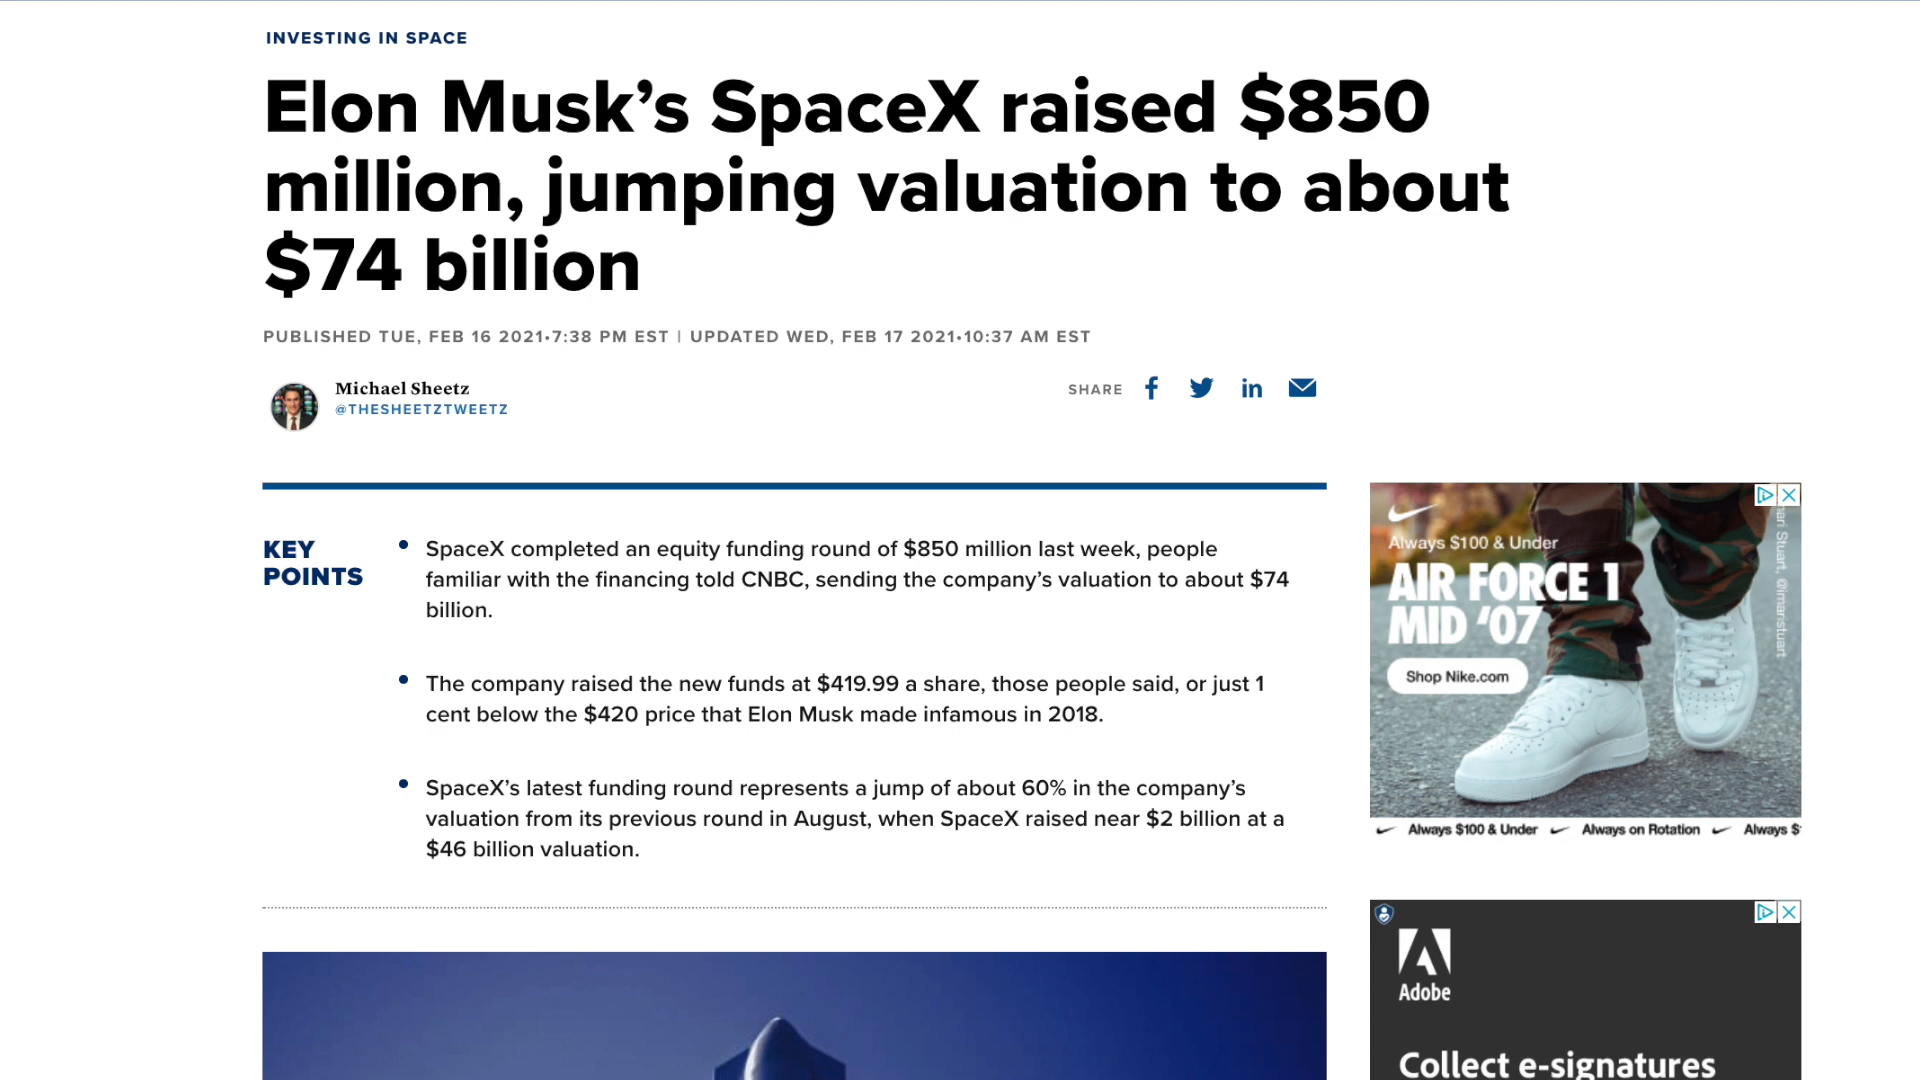 INVESTING IN SPACE
Elon Musk’s SpaceX raised $850
million, jumping valuation to about
$74 billion
PUBLISHED TUE, FEB 16 2021•7:38 PM EST | UPDATED WED, FEB 17 2021•10:37 AM EST
Michael Sheetz
@THESHEETZTWEETZ
SHARE
KEY
POINTS
SpaceX completed an equity funding round of $850 million last week, people
familiar with the financing told CNBC, sending the company’s valuation to about $74
billion.
The company raised the new funds at $419.99 a share, those people said, or just 1
cent below the $420 price that Elon Musk made infamous in 2018.
SpaceX’s latest funding round represents a jump of about 60% in the company’s
valuation from its previous round in August, when SpaceX raised near $2 billion at a
$46 billion valuation.
Always $100 & Under
AIR FORCE 1
MID ‘07
Shop Nike.com
Stuart, @imanstuart
Always $100 & Under Always on Rotation Always $
Adobe
Collect e-signatures